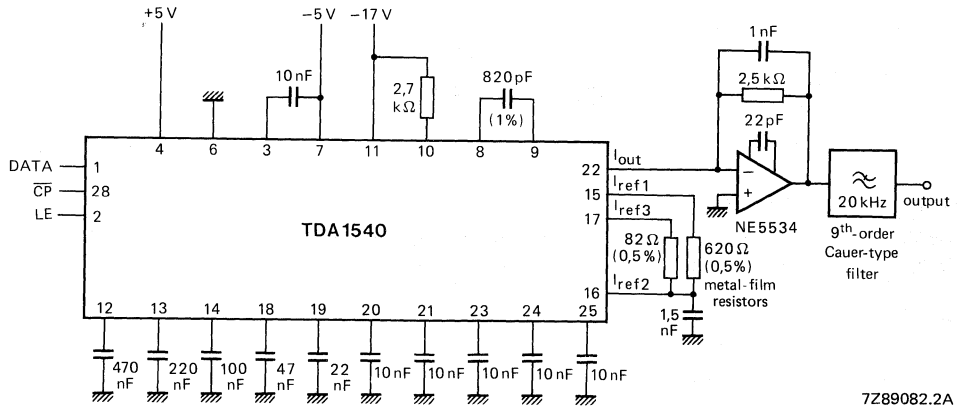 +5 V
−5 V
−17 V
1 nF
10 nF
2,7
kΩ
820 pF
(1%)
2,5 kΩ
22 pF
4
6
3
7
11
10
8
9
DATA
1
CP
28
LE
2
TDA1540
22
Iout
15
Iref1
17
Iref3
16
Iref2
−
+
NE5534
20 kHz
output
9th-order
Cauer-type
filter
82 Ω
(0,5%)
620 Ω
(0,5%)
metal-film
resistors
1,5
nF
12
13
14
18
19
20
21
23
24
25
470
nF
220
nF
100
nF
47
nF
22
nF
10 nF
10 nF
10 nF
10 nF
10 nF
7Z89082.2A